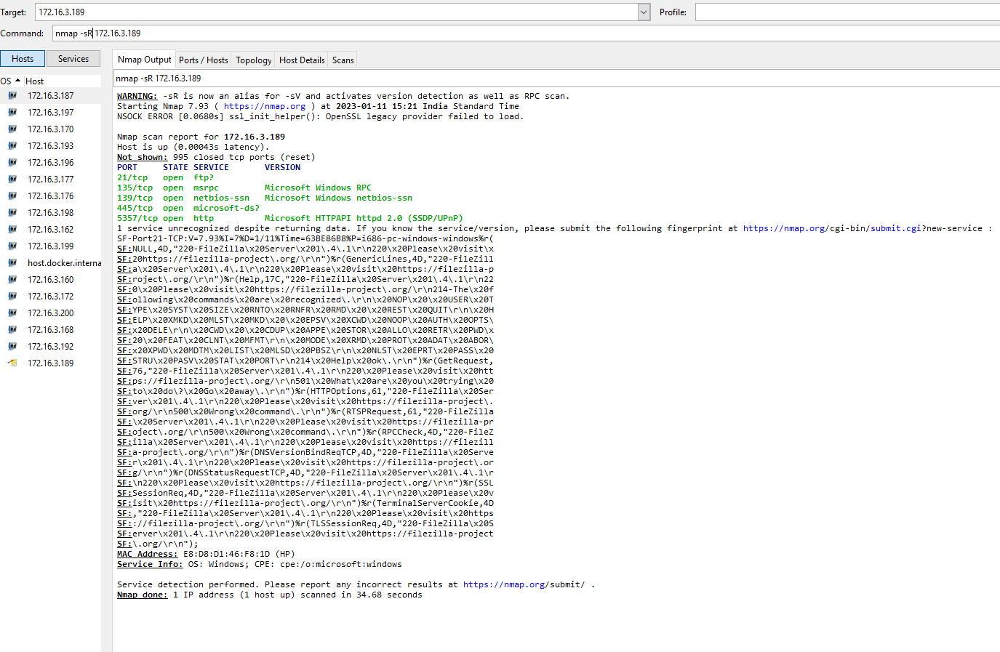 Target: 172.16.3.189 Profile:
Command: nmap -sR 172.16.3.189
Hosts Services Nmap Output Ports / Hosts Topology Host Details Scans
nmap -sR 172.16.3.189
OS Host
172.16.3.187
172.16.3.197
172.16.3.170
172.16.3.193
172.16.3.196
172.16.3.177
172.16.3.176
172.16.3.198
172.16.3.162
172.16.3.199
host.docker.interna
172.16.3.160
172.16.3.172
172.16.3.200
172.16.3.168
172.16.3.192
172.16.3.189
WARNING: -sR is now an alias for -sV and activates version detection as well as RPC scan.
Starting Nmap 7.93 ( https://nmap.org ) at 2023-01-11 15:21 India Standard Time
NSOCK ERROR [0.0680s] ssl_init_helper(): OpenSSL legacy provider failed to load.
Nmap scan report for 172.16.3.189
Host is up (0.00043s latency).
Not shown: 995 closed tcp ports (reset)
PORT STATE SERVICE VERSION
21/tcp open ftp?
135/tcp open msrpc Microsoft Windows RPC
139/tcp open netbios-ssn Microsoft Windows netbios-ssn
445/tcp open microsoft-ds?
5357/tcp open http Microsoft HTTPAPI httpd 2.0 (SSDP/UPnP)
1 service unrecognized despite returning data. If you know the service/version, please submit the following fingerprint at https://nmap.org/cgi-bin/submit.cgi?new-service :
SF-Port21-TCP:V=7.93%I=7%D=1/11%Time=63BE86B8%P=i686-pc-windows-windows%r(
SF:NULL,4D,"220-FileZilla\x20Server\x201\.4\.1\r\n220\x20Please\x20visit\x
SF:20https://filezilla-project\.org/\r\n")%r(GenericLines,4D,"220-FileZill
SF:a\x20Server\x201\.4\.1\r\n220\x20Please\x20visit\x20https://filezilla-p
SF:roject\.org/\r\n")%r(Help,17C,"220-FileZilla\x20Server\x201\.4\.1\r\n22
SF:0\x20Please\x20visit\x20https://filezilla-project\.org/\r\n214-The\x20f
SF:ollowing\x20commands\x20are\x20recognized\.\r\n\x20NOP\x20\x20USER\x20T
SF:YPE\x20SYST\x20SIZE\x20RNTO\x20RNFR\x20RMD\x20\x20REST\x20QUIT\r\n\x20H
SF:ELP\x20XMKD\x20MLST\x20MKD\x20\x20EPSV\x20XCWD\x20NOOP\x20AUTH\x20OPTS\
SF:x20DELE\r\n\x20CWD\x20\x20CDUP\x20APPE\x20STOR\x20ALLO\x20RETR\x20PWD\x
SF:20\x20FEAT\x20CLNT\x20MFMT\r\n\x20MODE\x20XRMD\x20PROT\x20ADAT\x20ABOR\
SF:x20XPWD\x20MDTM\x20LIST\x20MLSD\x20PBSZ\r\n\x20NLST\x20EPRT\x20PASS\x20
SF:STRU\x20PASV\x20STAT\x20PORT\r\n214\x20Help\x20ok\.\r\n")%r(GetRequest,
SF:76,"220-FileZilla\x20Server\x201\.4\.1\r\n220\x20Please\x20visit\x20htt
SF:ps://filezilla-project\.org/\r\n501\x20What\x20are\x20you\x20trying\x20
SF:to\x20do\?\x20Go\x20away\.\r\n")%r(HTTPOptions,61,"220-FileZilla\x20Ser
SF:ver\x201\.4\.1\r\n220\x20Please\x20visit\x20https://filezilla-project\.
SF:org/\r\n500\x20Wrong\x20command\.\r\n")%r(RTSPRequest,61,"220-FileZilla
SF:\x20Server\x201\.4\.1\r\n220\x20Please\x20visit\x20https://filezilla-pr
SF:oject\.org/\r\n500\x20Wrong\x20command\.\r\n")%r(RPCCheck,4D,"220-FileZ
SF:illa\x20Server\x201\.4\.1\r\n220\x20Please\x20visit\x20https://filezill
SF:a-project\.org/\r\n")%r(DNSVersionBindReqTCP,4D,"220-FileZilla\x20Serve
SF:r\x201\.4\.1\r\n220\x20Please\x20visit\x20https://filezilla-project\.or
SF:g/\r\n")%r(DNSStatusRequestTCP,4D,"220-FileZilla\x20Server\x201\.4\.1\r
SF:\n220\x20Please\x20visit\x20https://filezilla-project\.org/\r\n")%r(SSL
SF:SessionReq,4D,"220-FileZilla\x20Server\x201\.4\.1\r\n220\x20Please\x20v
SF:isit\x20https://filezilla-project\.org/\r\n")%r(TerminalServerCookie,4D
SF:,"220-FileZilla\x20Server\x201\.4\.1\r\n220\x20Please\x20visit\x20https
SF:://filezilla-project\.org/\r\n")%r(TLSSessionReq,4D,"220-FileZilla\x20S
SF:erver\x201\.4\.1\r\n220\x20Please\x20visit\x20https://filezilla-project
SF:\.org/\r\n");
MAC Address: E8:D8:D1:46:F8:1D (HP)
Service Info: OS: Windows; CPE: cpe:/o:microsoft:windows
Service detection performed. Please report any incorrect results at https://nmap.org/submit/ .
Nmap done: 1 IP address (1 host up) scanned in 34.68 seconds